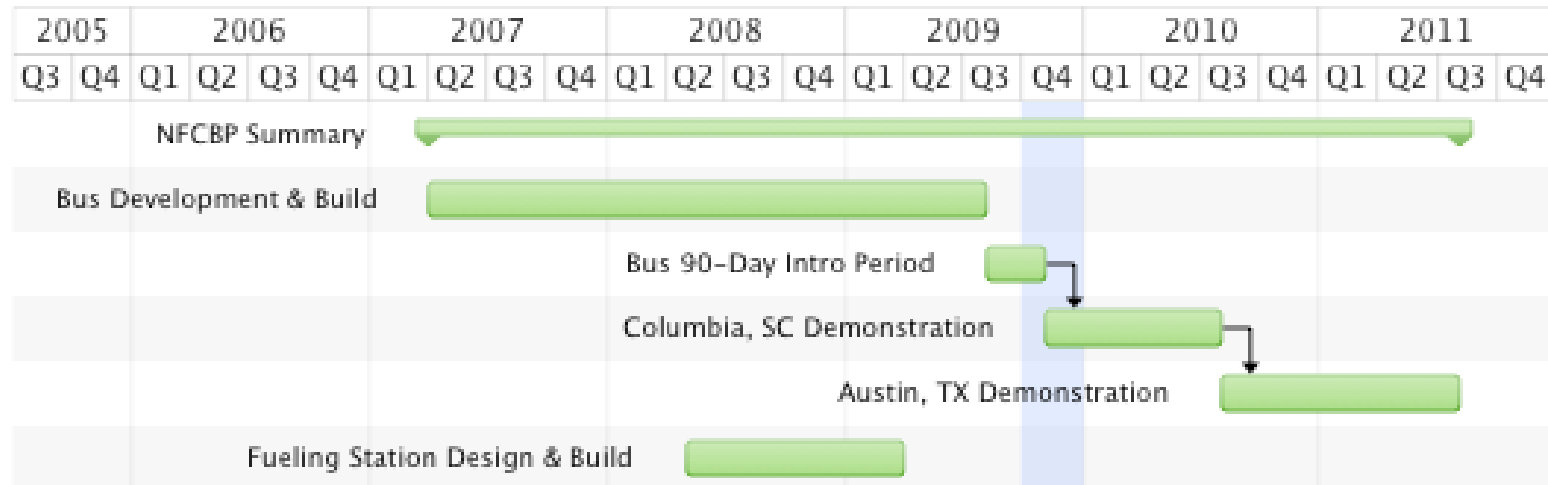 2005 2006 2007 2008 2009 2010 2011
Q3 Q4 Q1 Q2 Q3 Q4 Q1 Q2 Q3 Q4 Q1 Q2 Q3 Q4 Q1 Q2 Q3 Q4 Q1 Q2 Q3 Q4 Q1 Q2 Q3 Q4
NFCBP Summary
Bus Development & Build
Bus 90-Day Intro Period
Columbia, SC Demonstration
Austin, TX Demonstration
Fueling Station Design & Build